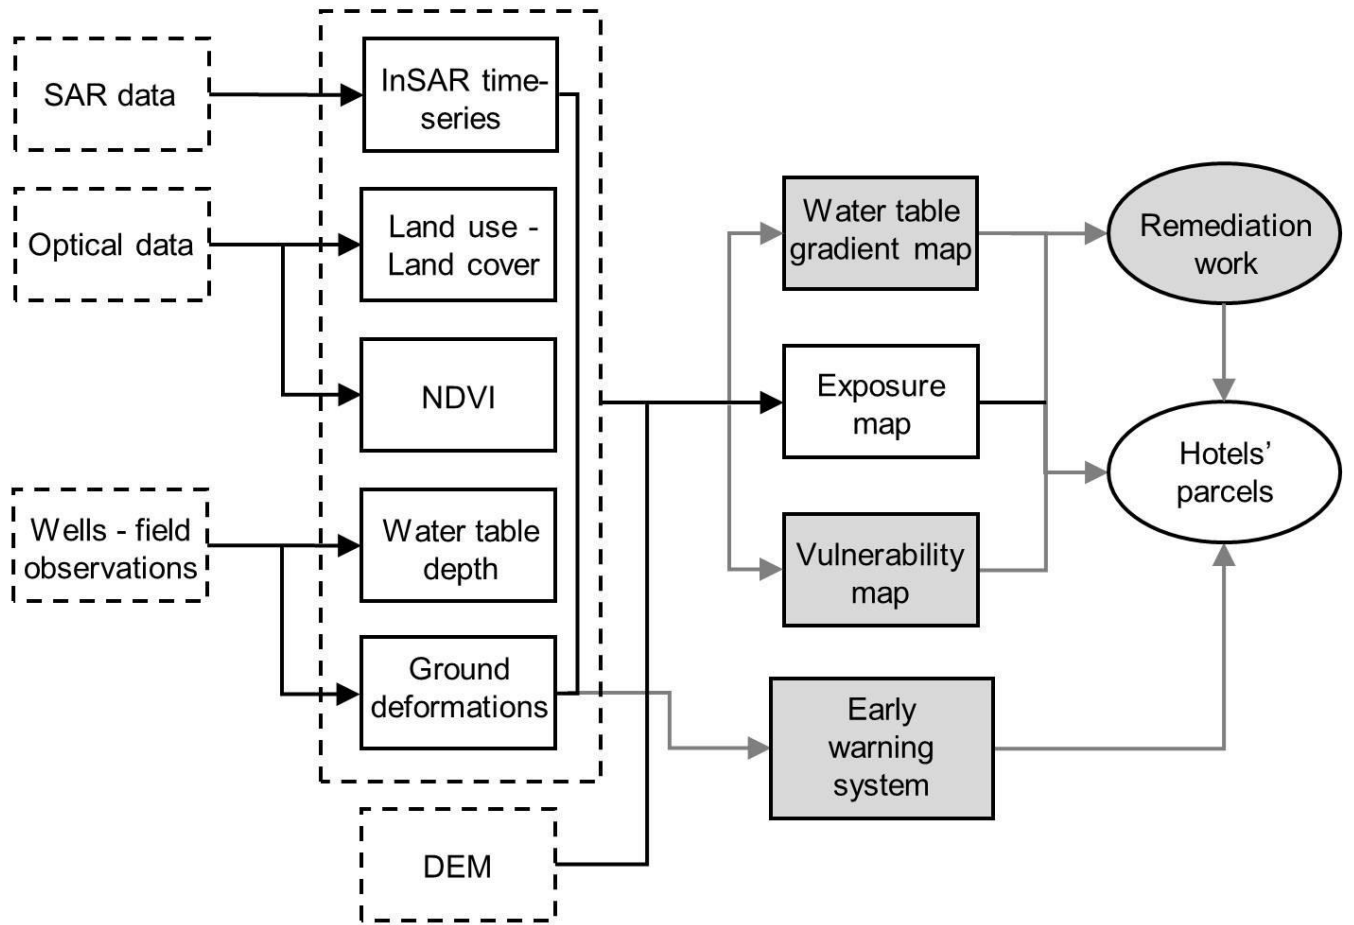 SAR data
InSAR time-
series
Optical data
Land use -
Land cover
NDVI
Wells - field
observations
Water table
depth
Ground
deformations
DEM
Water table
gradient map
Exposure
map
Vulnerability
map
Early
warning
system
Remediation
work
Hotels’
parcels